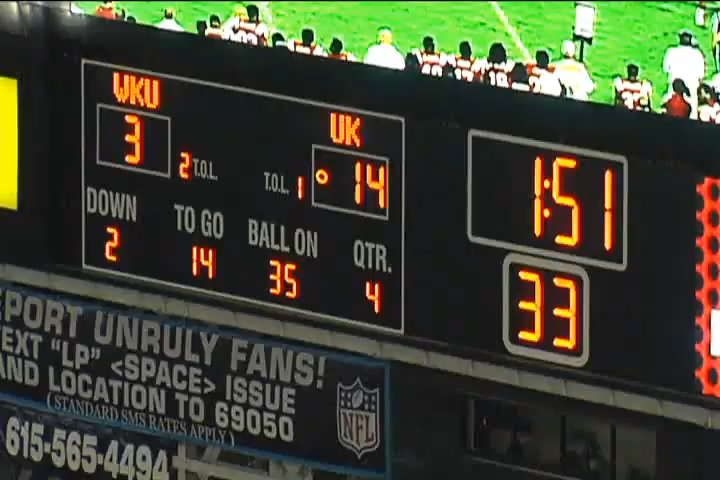 WKU
UK
3
2 T.O.L.
T.O.L. 1
14
1:51
DOWN
TO GO
BALL ON
QTR.
2
14
35
4
33
PORT UNRULY FANS!
EXT "LP" <SPACE> ISSUE
AND LOCATION TO 69050
(STANDARD SMS RATES APPLY)
NFL
615-565-4494